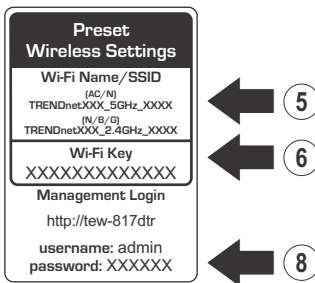 Preset
Wireless Settings
Wi-Fi Name/SSID
(AC/N)
TRENDnetXXX_5GHz_XXXX
(N/B/G)
TRENDnetXXX_2.4GHz_XXXX
5
Wi-Fi Key
XXXXXXXXXXXXX
6
Management Login
http://tew-817dtr
username: admin
password: XXXXXX
8